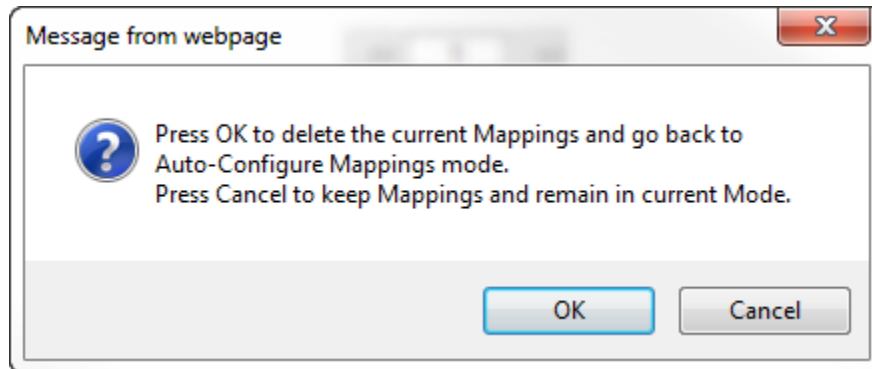 Message from webpage
Press OK to delete the current Mappings and go back to
Auto-Configure Mappings mode.
Press Cancel to keep Mappings and remain in current Mode.
OK
Cancel